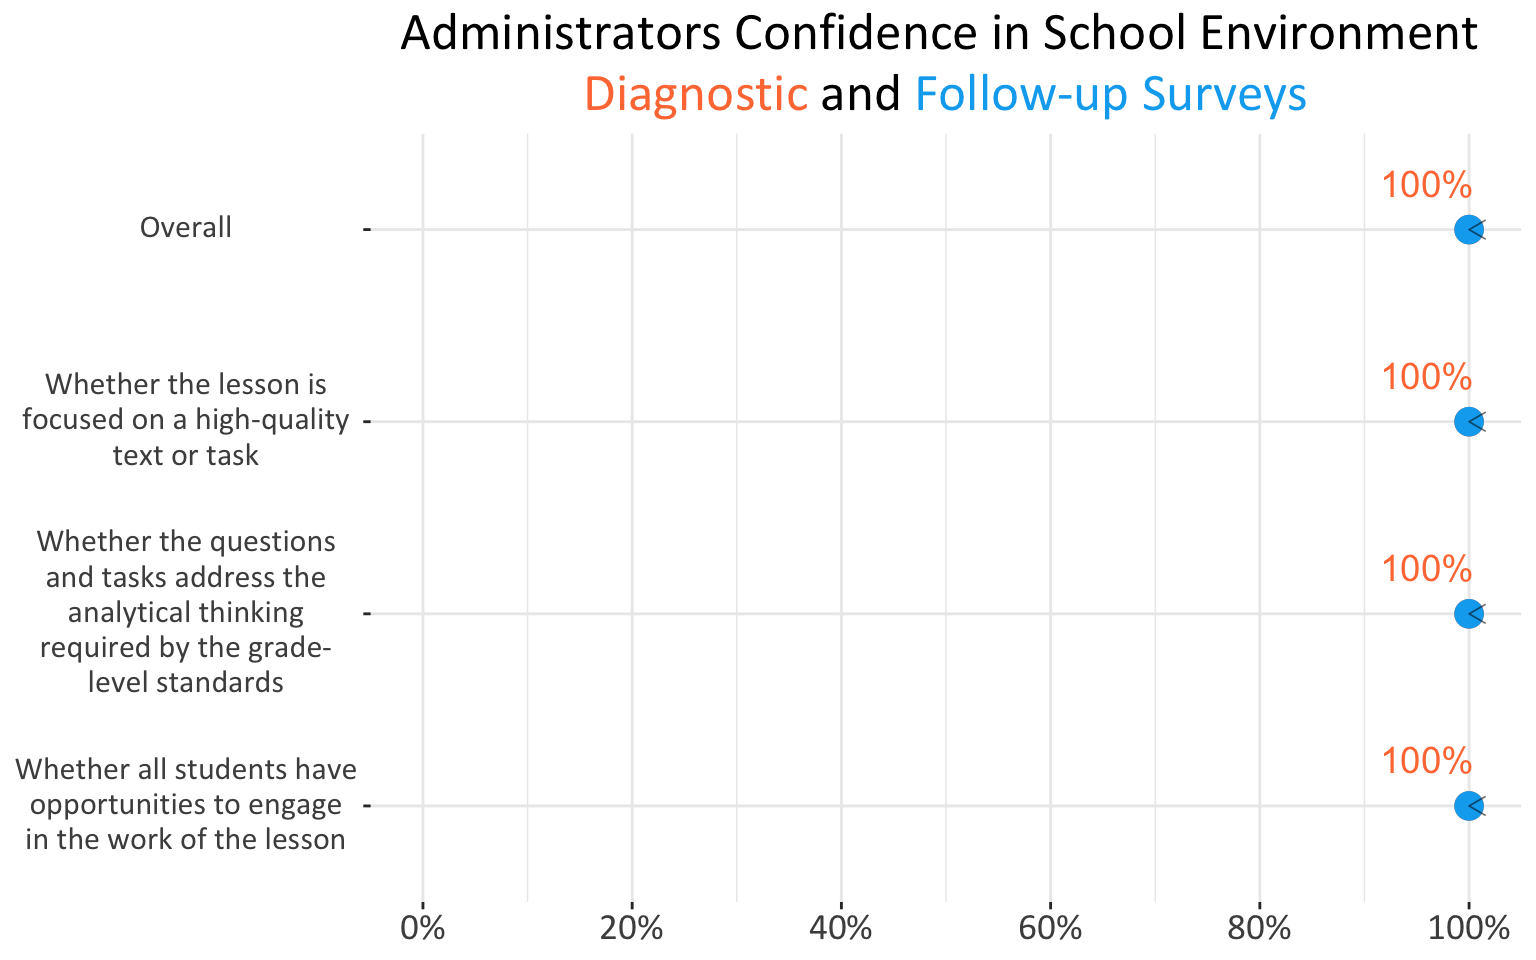 Administrators Confidence in School Environment
Diagnostic and Follow-up Surveys
100%
Overall
100%
Whether the lesson is
focused on a high-quality
text or task
100%
Whether the questions
and tasks address the
analytical thinking
required by the grade-
level standards
100%
Whether all students have
opportunities to engage
in the work of the lesson
0% 20% 40% 60% 80% 100%